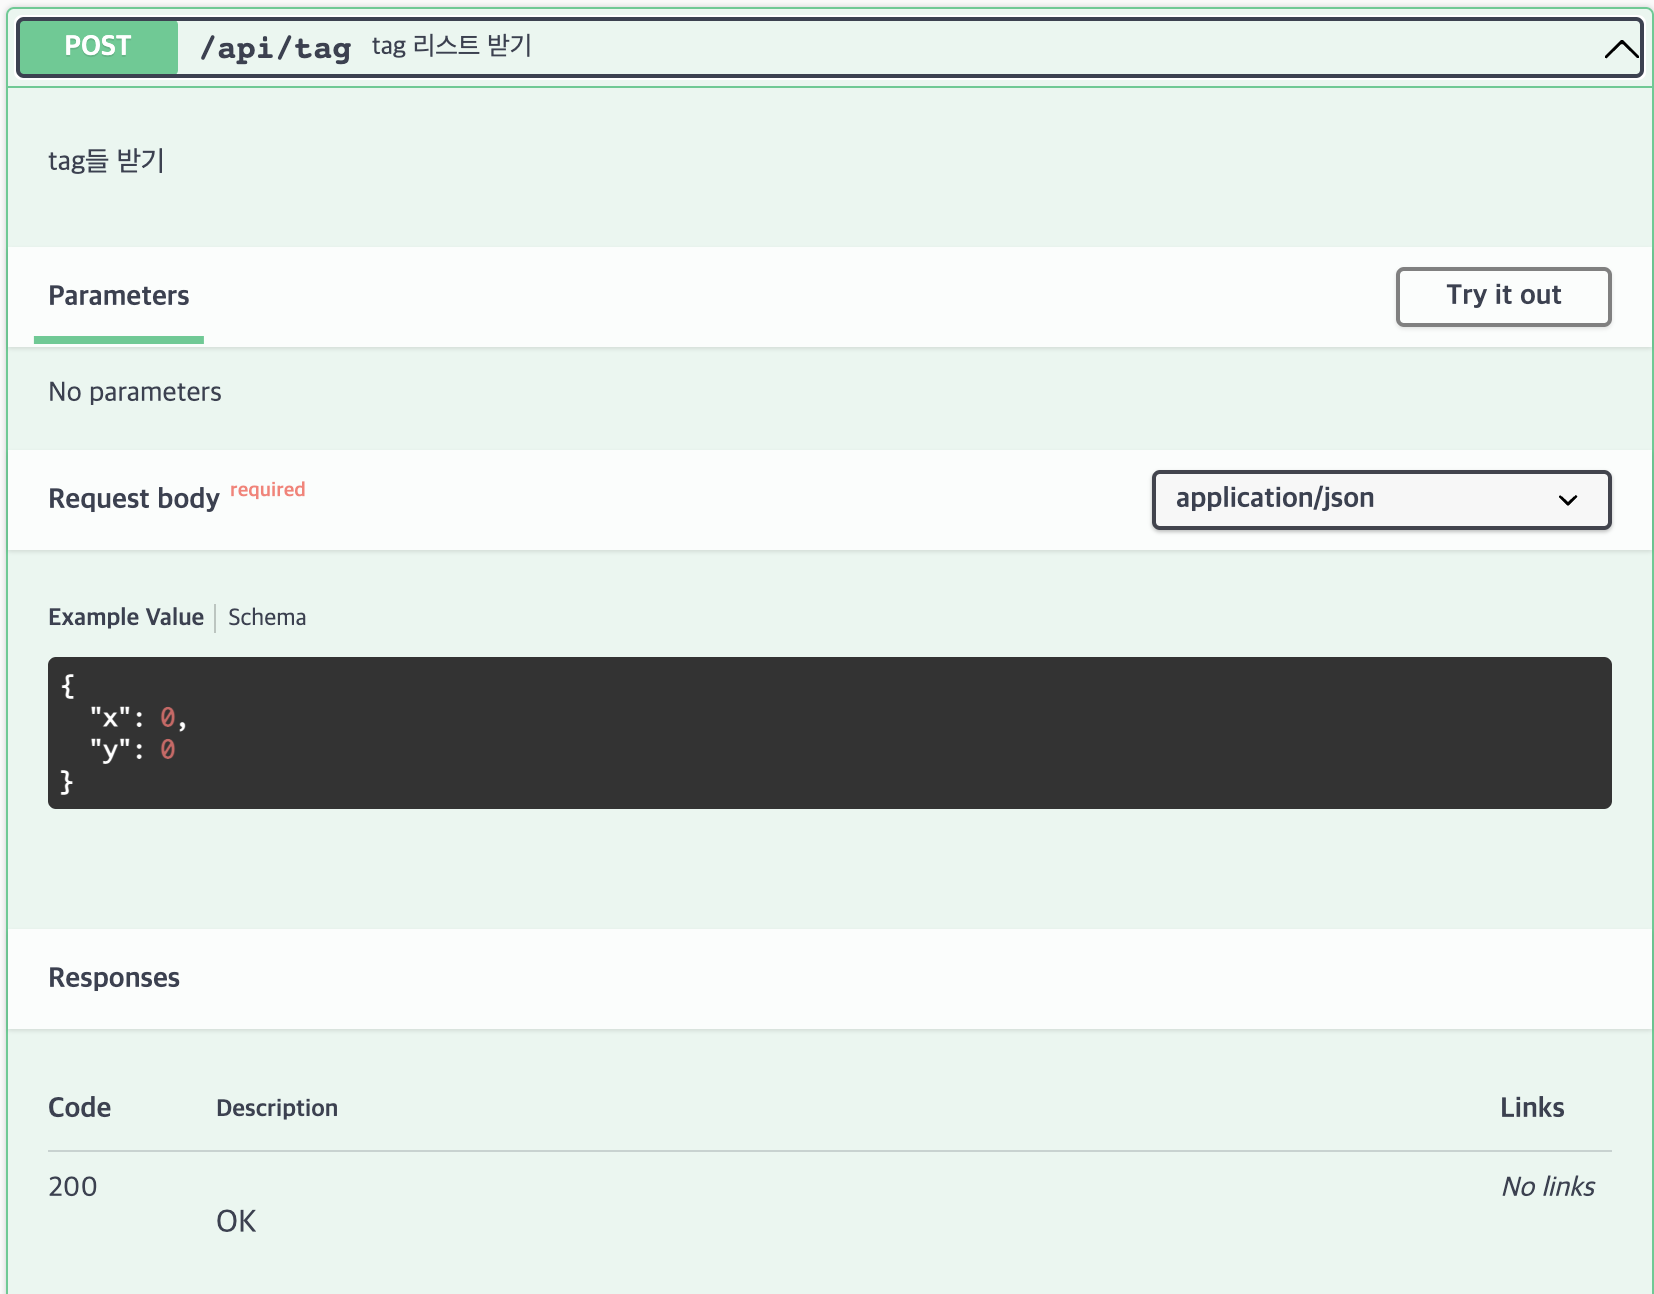 POST /api/tag tag 리스트 받기
tag들 받기
Parameters Try it out
No parameters
Request body required application/json
Example Value Schema
{
  "x": 0,
  "y": 0
}
Responses
Code Description Links
200 No links
OK